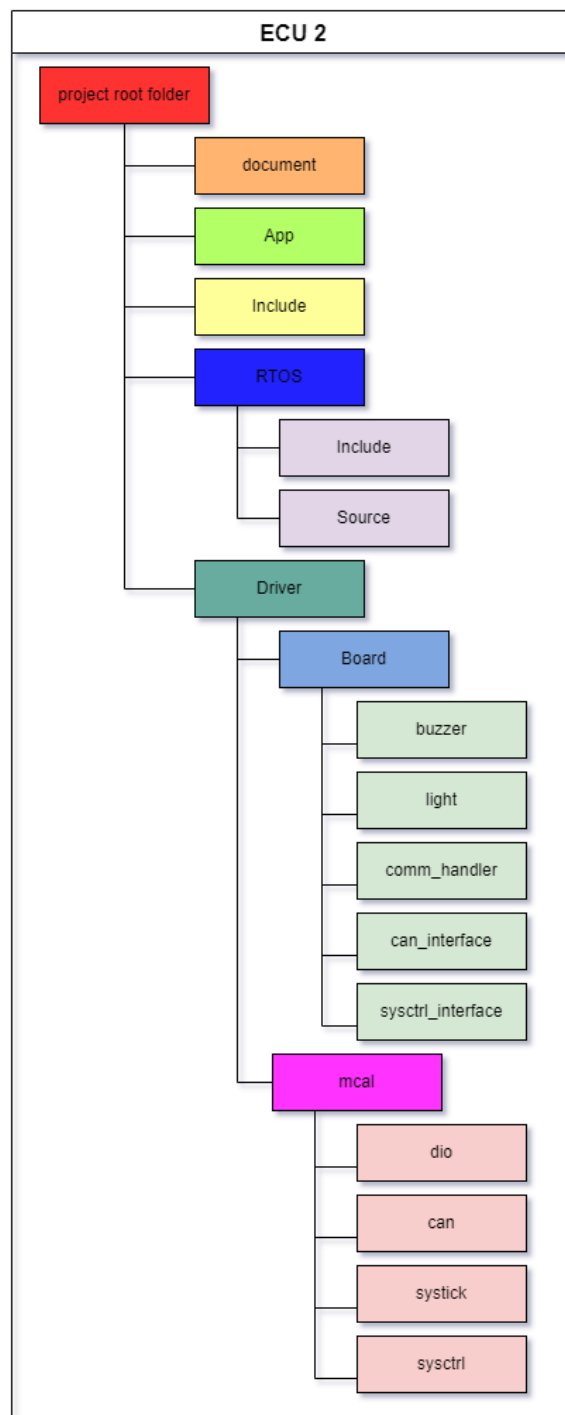 ECU 2
project root folder
document
App
Include
RTOS
Include
Source
Driver
Board
buzzer
light
comm_handler
can_interface
sysctrl_interface
mcal
dio
can
systick
sysctrl